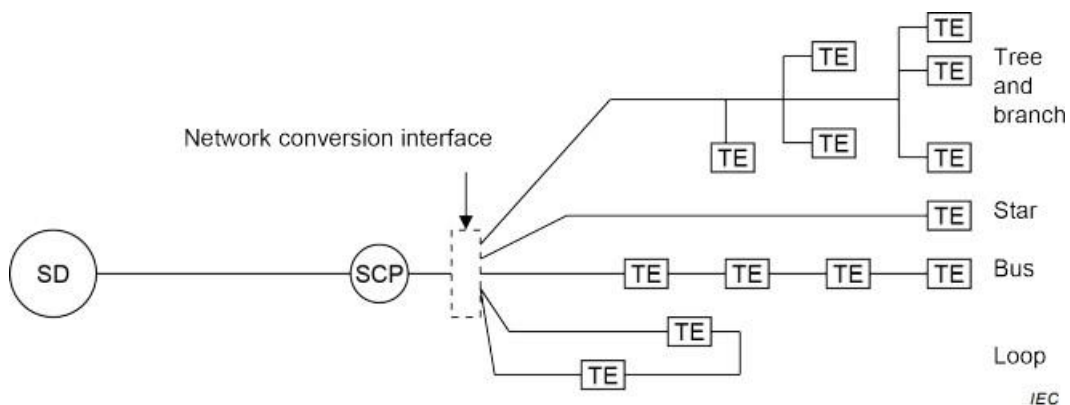 TE
TE
Tree
and
branch
TE
TE
TE
TE
Network conversion interface
TE
Star
SD
SCP
TE
TE
TE
TE
Bus
TE
TE
Loop
IEC